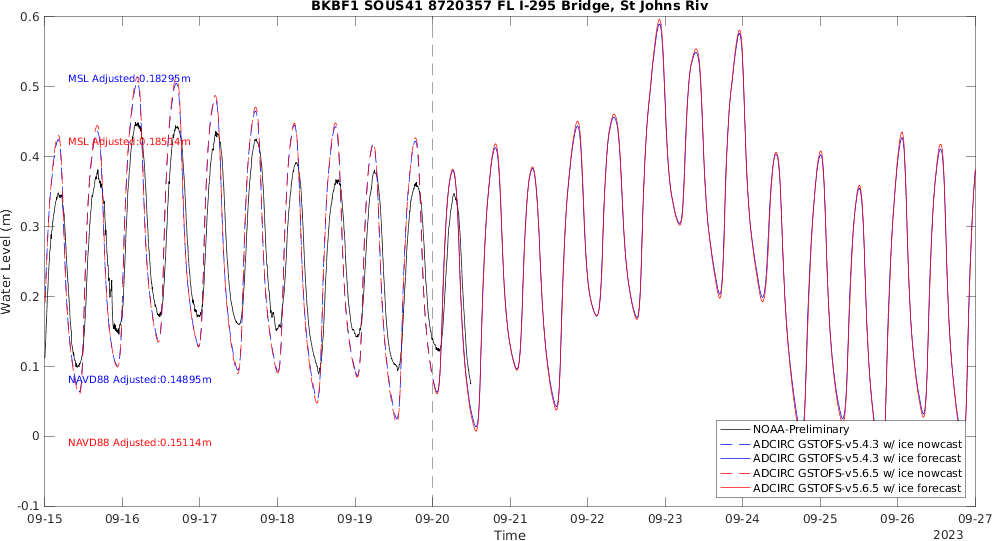 BKBF1 SOUS41 8720357 FL I-295 Bridge, St Johns Riv
0.6
0.5
0.4
0.3
0.2
0.1
0
-0.1
Water Level (m)
MSL Adjusted:0.18295m
MSL Adjusted:0.18514m
NAVD88 Adjusted:0.14895m
NAVD88 Adjusted:0.15114m
NOAA-Preliminary
ADCIRC GSTOFS-v5.4.3 w/ ice nowcast
ADCIRC GSTOFS-v5.4.3 w/ ice forecast
ADCIRC GSTOFS-v5.6.5 w/ ice nowcast
ADCIRC GSTOFS-v5.6.5 w/ ice forecast
09-15 09-16 09-17 09-18 09-19 09-20 09-21 09-22 09-23 09-24 09-25 09-26 09-27
Time
2023